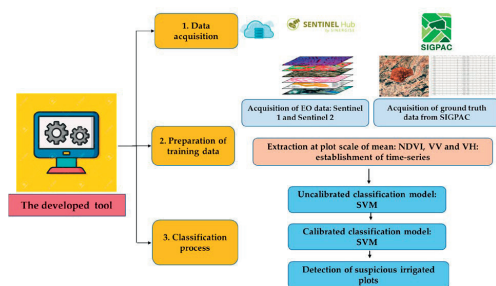 1. Data
acquisition
SENTINEL Hub
SIGPAC
Acquisition of EO data: Sentinel
1 and Sentinel 2
Acquisition of ground truth
data from SIGPAC
2. Preparation of
training data
Extraction at plot scale of mean: NDVI, VV and VH:
establishment of time-series
The developed tool
Uncalibrated classification model:
SVM
3. Classification
process
Calibrated classification model:
SVM
Detection of suspicious irrigated
plots